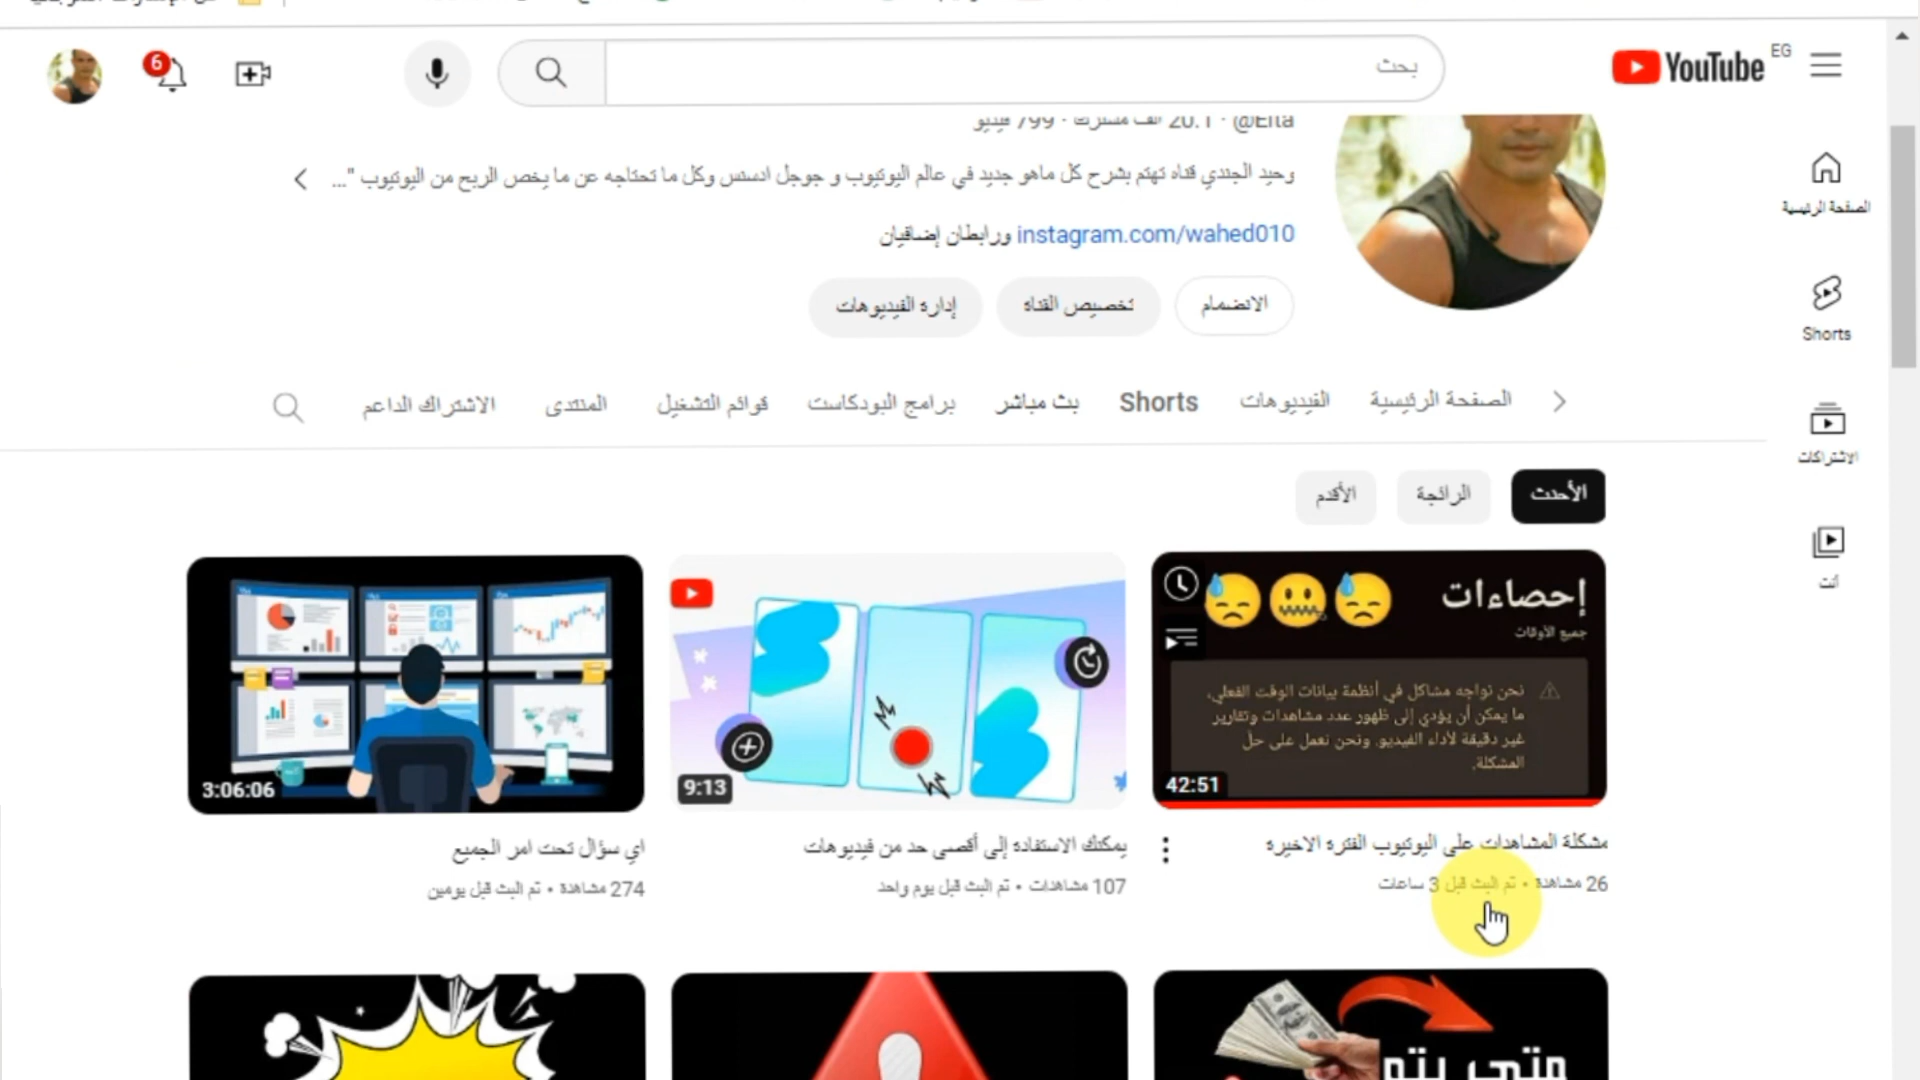 YouTube EG
بحث
6
‎@Elta · 20.1 ألف مشترك · 799 فيديو
وحيد الجندي قناه تهتم بشرح كل ماهو جديد في عالم اليوتيوب و جوجل ادسنس وكل ما تحتاجه عن ما يخص الربح من اليوتيوب "...
instagram.com/wahed010 ورابطان إضافيان
الانضمام
تخصيص القناة
إدارة الفيديوهات
الصفحة الرئيسية
الفيديوهات
Shorts
بث مباشر
برامج البودكاست
قوائم التشغيل
المنتدى
الاشتراك الداعم
الصفحة الرئيسية
Shorts
الاشتراكات
أنت
الأحدث
الرائجة
الأقدم
إحصاءات
جميع الأوقات
نحن نواجه مشاكل في أنظمة بيانات الوقت الفعلي،
ما يمكن أن يؤدي إلى ظهور عدد مشاهدات وتقارير
غير دقيقة لأداء الفيديو. ونحن نعمل على حلّ
المشكلة.
42:51
مشكلة المشاهدات على اليوتيوب الفترة الاخيرة
26 مشاهدة • تم البث قبل 3 ساعات
9:13
يمكنك الاستفادة إلى أقصى حد من فيديوهات
107 مشاهدات • تم البث قبل يوم واحد
3:06:06
اي سؤال تحت امر الجميع
274 مشاهدة • تم البث قبل يومين
متى يتم